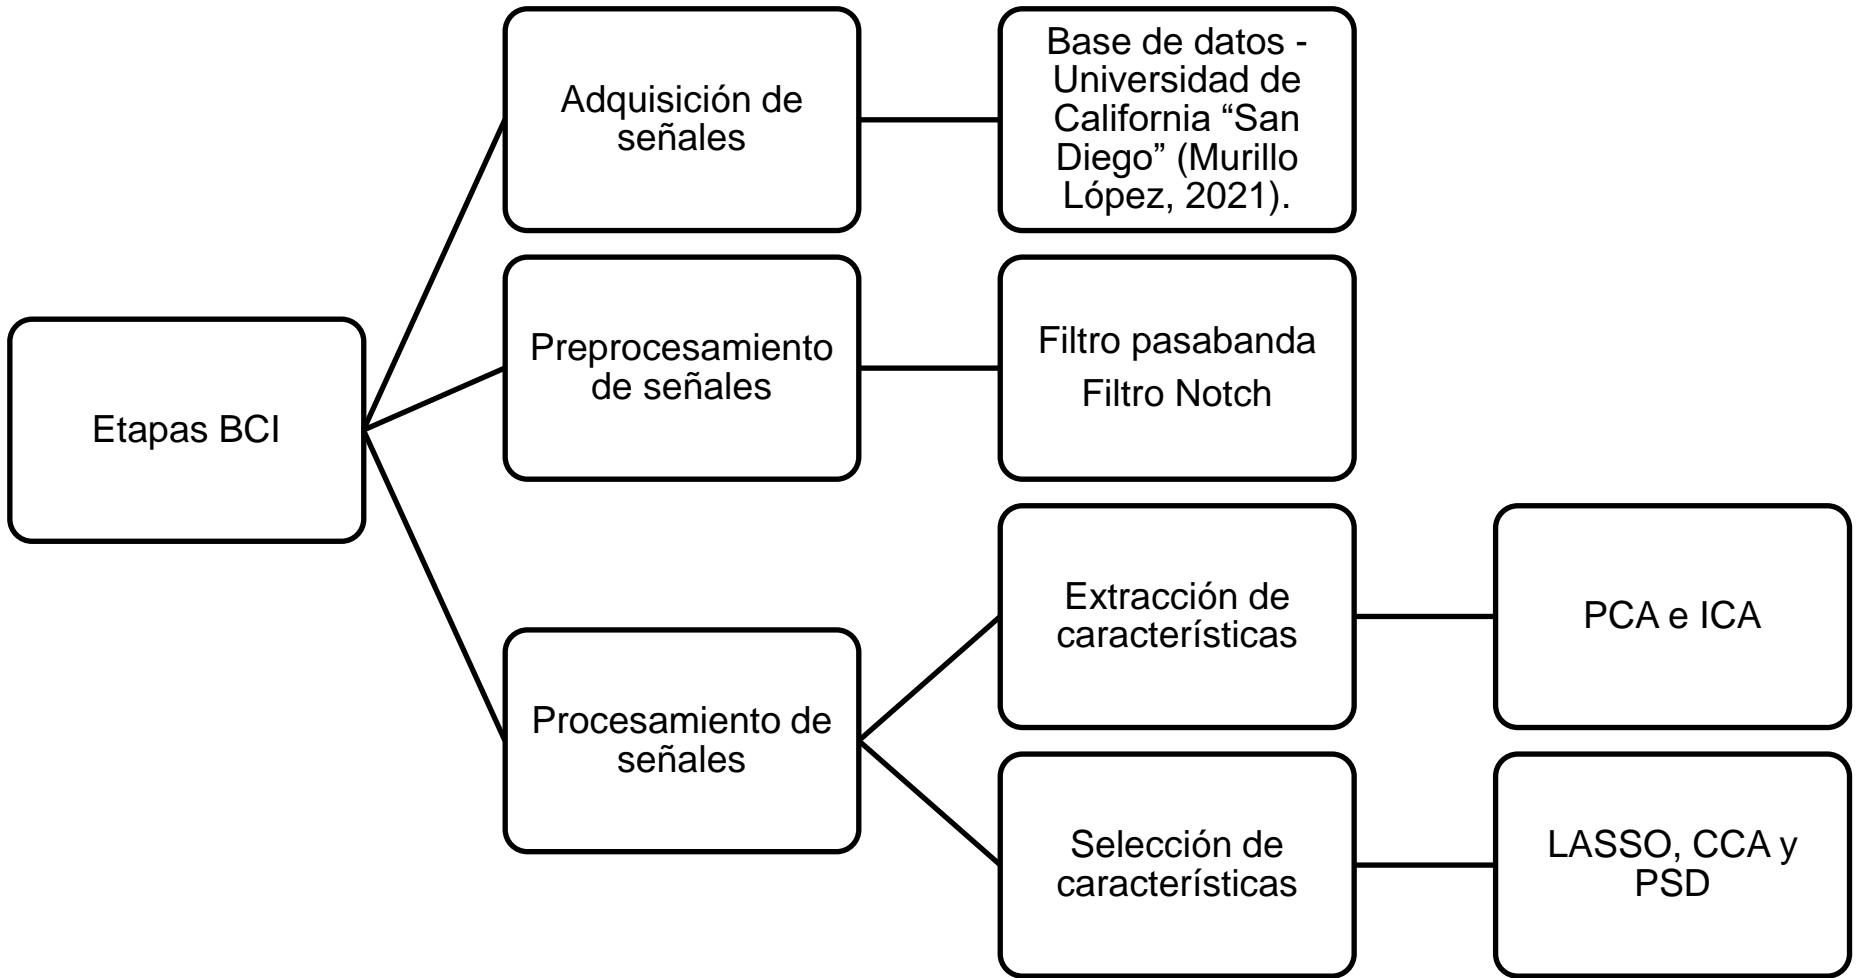 Etapas BCI
Adquisición de
señales
Base de datos -
Universidad de
California “San
Diego” (Murillo
López, 2021).
Preprocesamiento
de señales
Filtro pasabanda
Filtro Notch
Procesamiento de
señales
Extracción de
características
PCA e ICA
Selección de
características
LASSO, CCA y
PSD